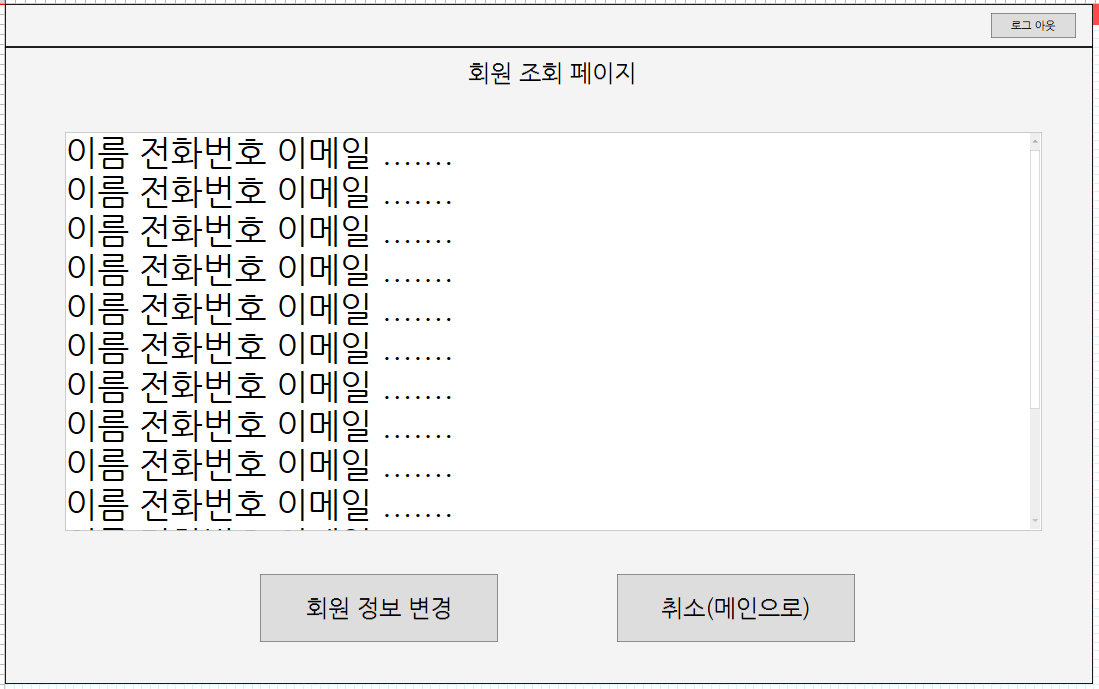 로그 아웃
회원 조회 페이지
이름 전화번호 이메일 .......
이름 전화번호 이메일 .......
이름 전화번호 이메일 .......
이름 전화번호 이메일 .......
이름 전화번호 이메일 .......
이름 전화번호 이메일 .......
이름 전화번호 이메일 .......
이름 전화번호 이메일 .......
이름 전화번호 이메일 .......
이름 전화번호 이메일 .......
회원 정보 변경
취소(메인으로)